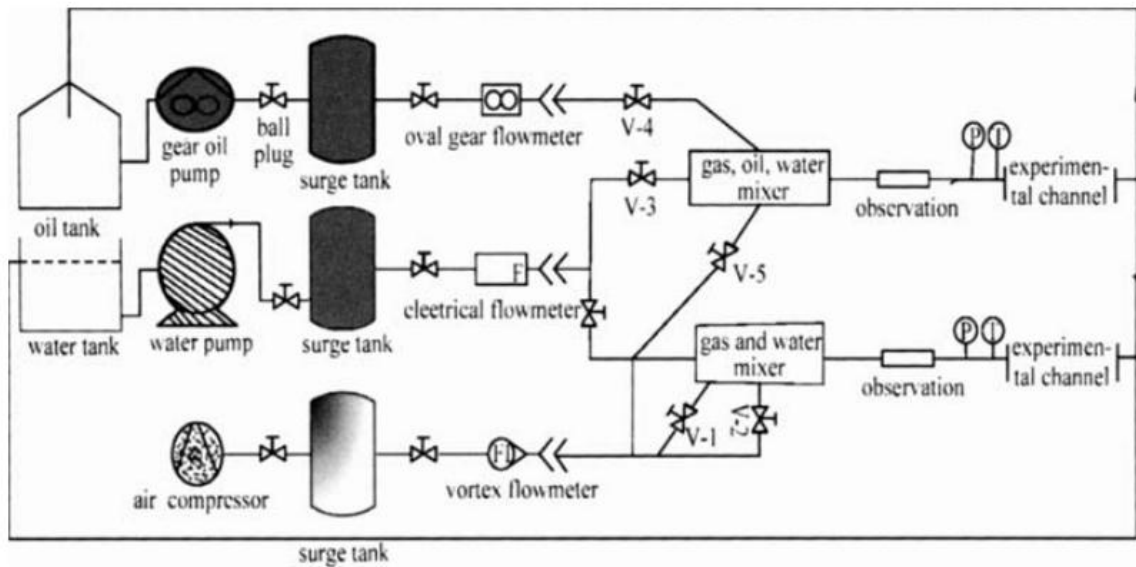 gear oil
pump
ball
plug
surge tank
oval gear flowmeter
V-4
gas, oil, water
mixer
P
observation
experimen-
tal channel
oil tank
V-3
V-5
F
cleetrical flowmeter
water tank
water pump
surge tank
gas and water
mixer
P
observation
experimen-
tal channel
V-1
V-2
air compressor
surge tank
vortex flowmeter